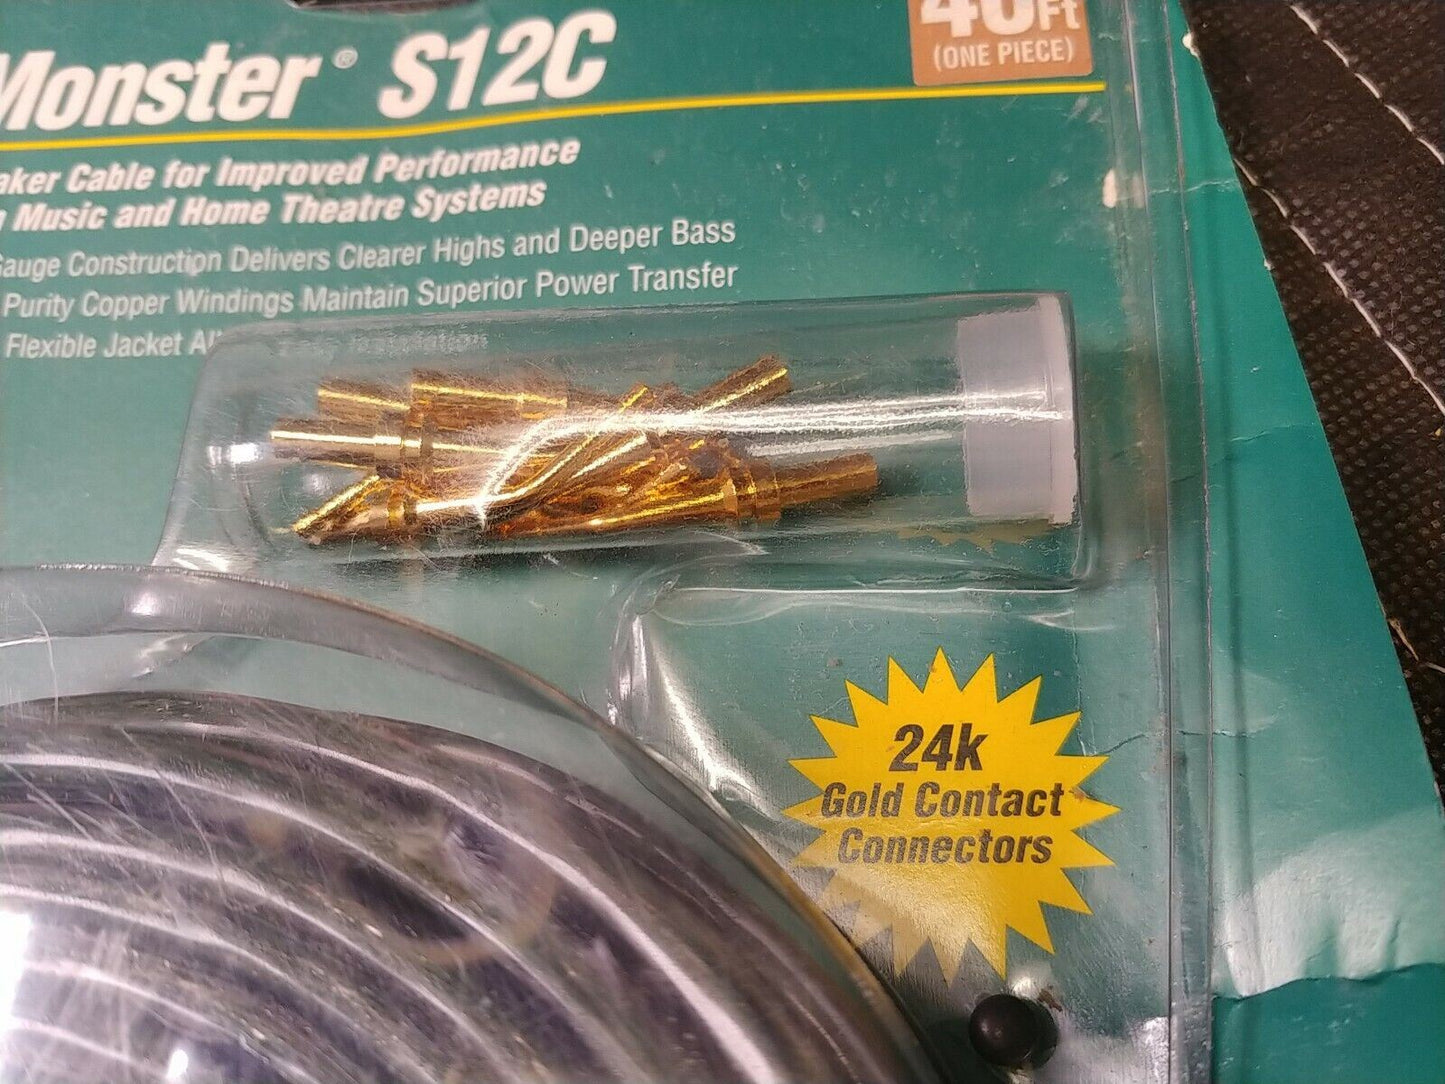 Monster® S12C
40Ft
(ONE PIECE)
Cable for Improved Performance
Music and Home Theatre Systems
Gauge Construction Delivers Clearer Highs and Deeper Bass
Purity Copper Windings Maintain Superior Power Transfer
Flexible Jacket
24k
Gold Contact
Connectors